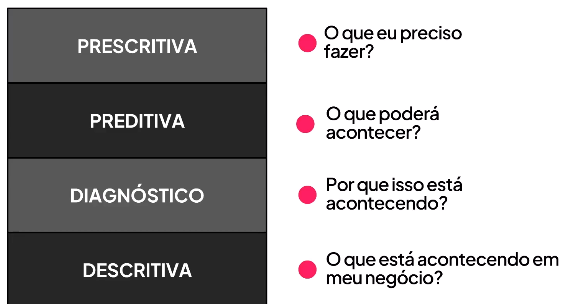 PRESCRITIVA
O que eu preciso
fazer?
PREDITIVA
O que poderá
acontecer?
DIAGNÓSTICO
Por que isso está
acontecendo?
DESCRITIVA
O que está acontecendo em
meu negócio?